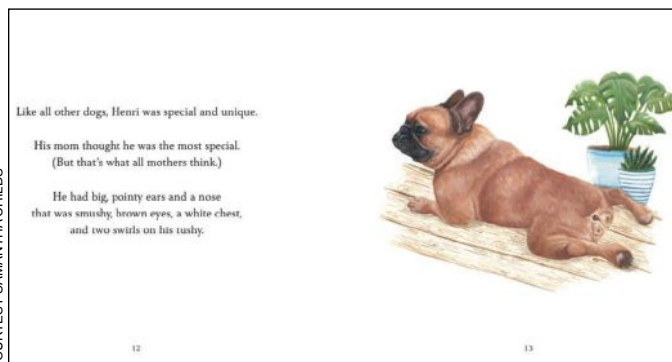 Like all other dogs, Henri was special and unique.
His mom thought he was the most special.
(But that's what all mothers think.)
He had big, pointy ears and a nose
that was smushy, brown eyes, a white chest,
and two swirls on his tushy.
12
13